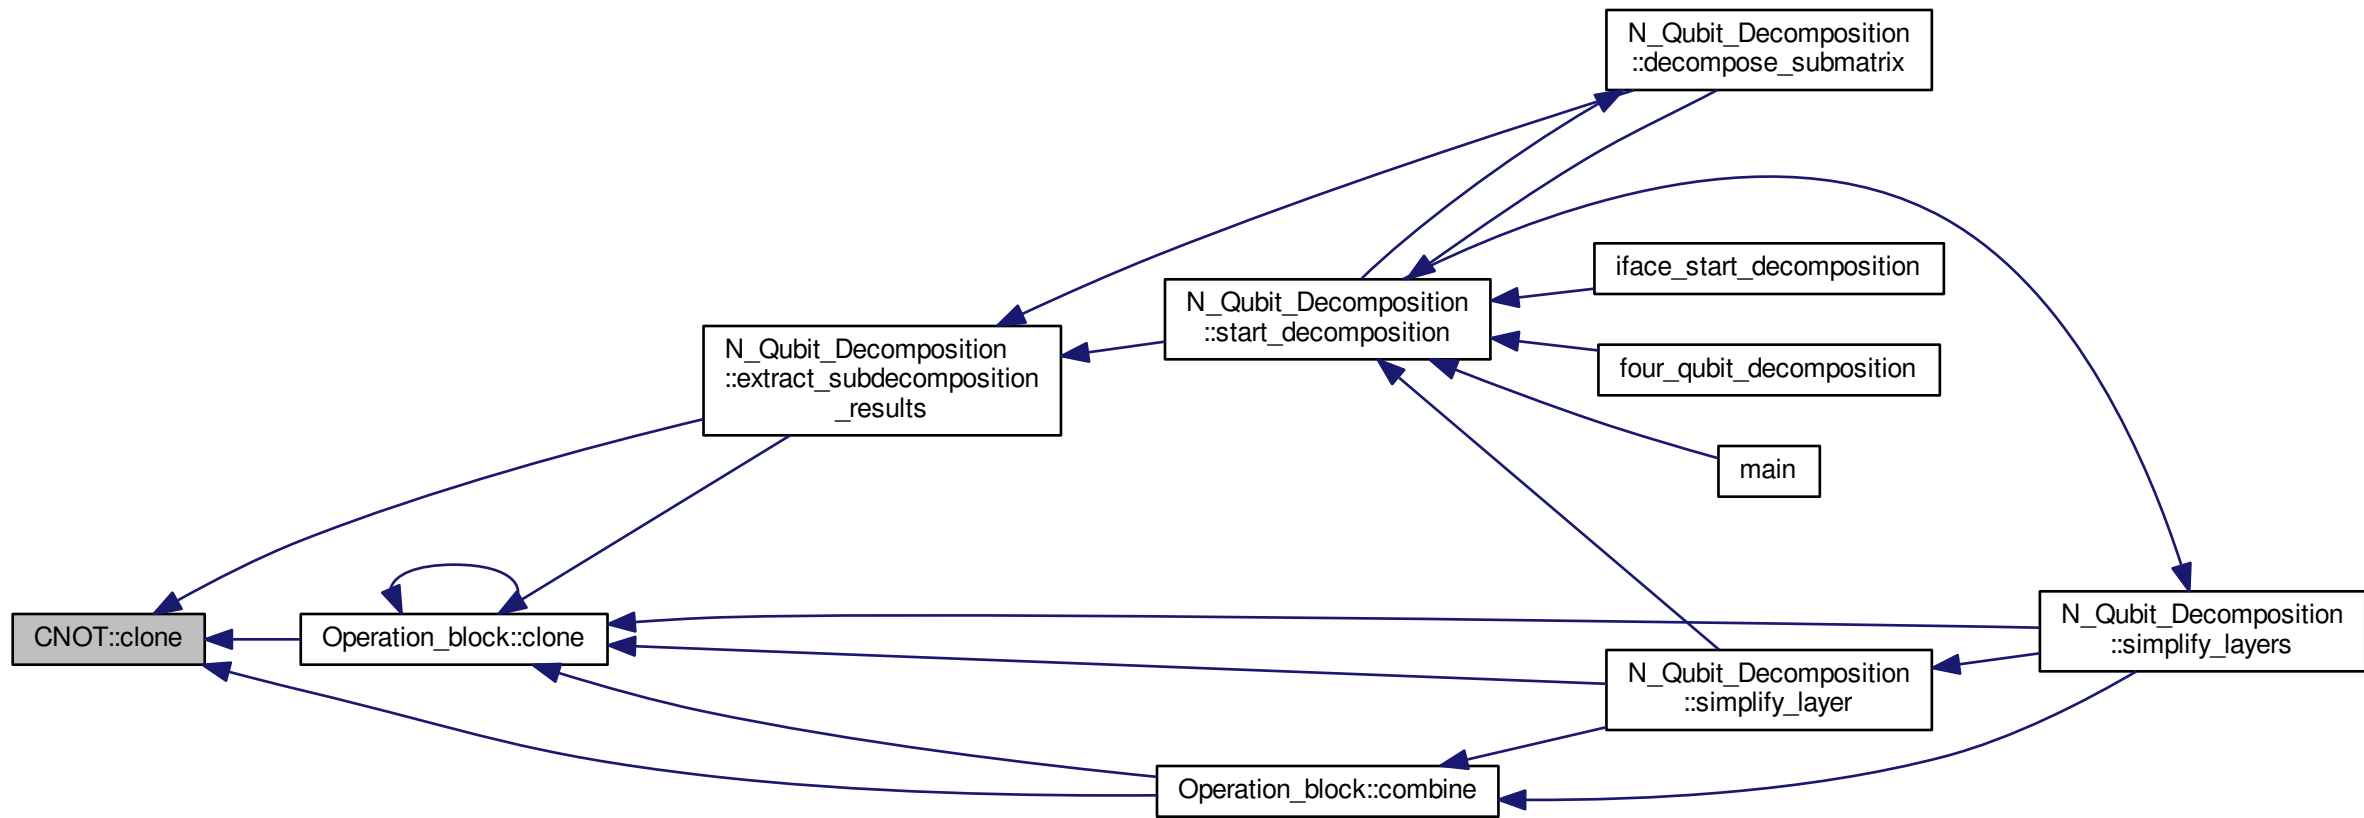 N_Qubit_Decomposition
::decompose_submatrix
iface_start_decomposition
N_Qubit_Decomposition
::start_decomposition
N_Qubit_Decomposition
::extract_subdecomposition
_results
four_qubit_decomposition
main
CNOT::clone
Operation_block::clone
N_Qubit_Decomposition
::simplify_layers
N_Qubit_Decomposition
::simplify_layer
Operation_block::combine